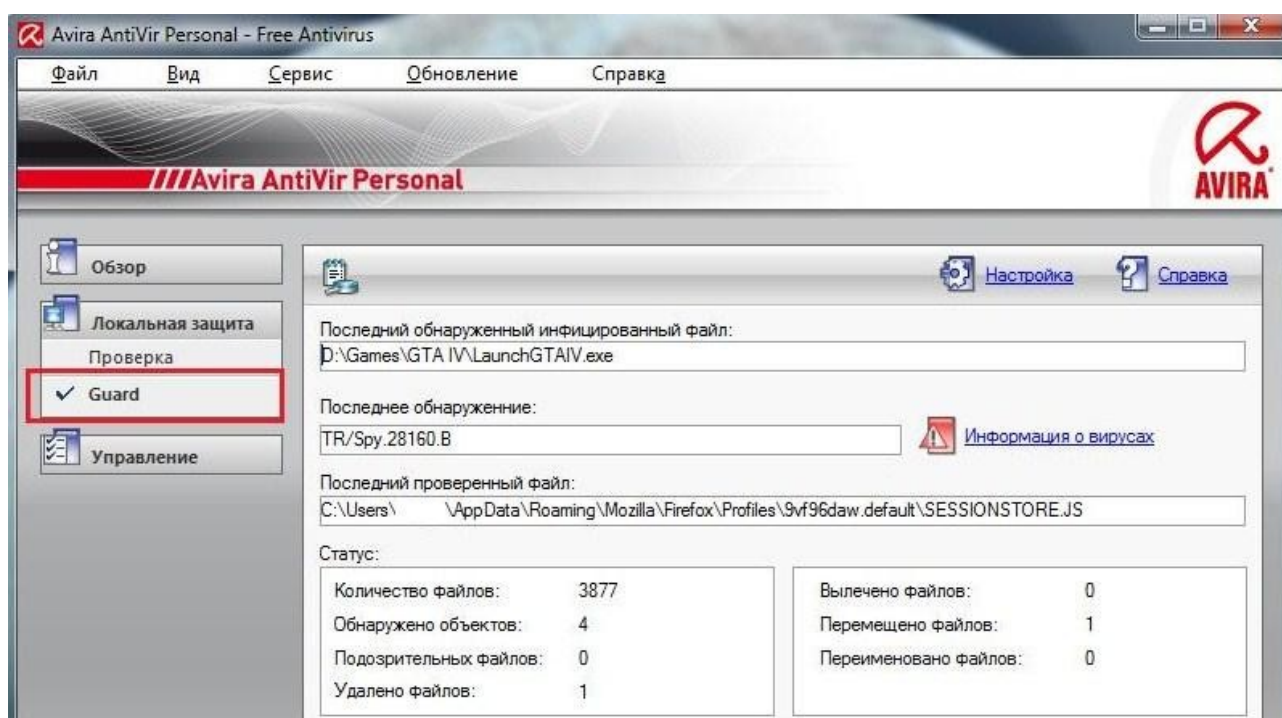 Avira AntiVir Personal - Free Antivirus
Файл Вид Сервис Обновление Справка
////Avira AntiVir Personal
AVIRA
Обзор
Локальная защита
Проверка
Guard
Управление
Настройка Справка
Последний обнаруженный инфицированный файл:
D:\Games\GTA IV\LaunchGTAIV.exe
Последнее обнаруженние:
TR/Spy.28160.B
Информация о вирусах
Последний проверенный файл:
C:\Users\ \AppData\Roaming\Mozilla\Firefox\Profiles\9vf96daw.default\SESSIONSTORE.JS
Статус:
Количество файлов: 3877
Обнаружено объектов: 4
Подозрительных файлов: 0
Удалено файлов: 1
Вылечено файлов: 0
Перемещено файлов: 1
Переименовано файлов: 0